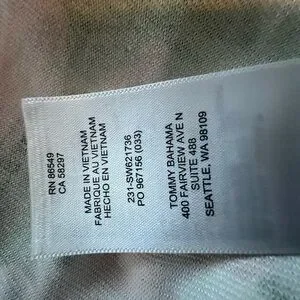 RN 86549
CA 58297
MADE IN VIETNAM
FABRIQUE AU VIETNAM
HECHO EN VIETNAM
231-SW621736
PO 967156 (033)
TOMMY BAHAMA
400 FAIRVIEW AVE N
SUITE 488
SEATTLE, WA 98109